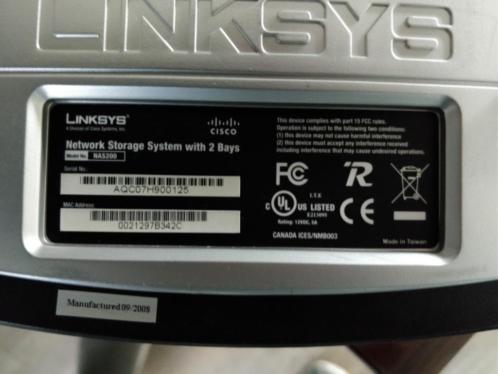 LINKSYS
LINKSYS®
A Division of Cisco Systems, Inc.
CISCO
Network Storage System with 2 Bays
Model No. NAS200
Serial No.:
AQC07H900125
MAC Address
0021297B342C
This device complies with part 15 FCC rules.
Operation is subject to the following two conditions:
(1) this device may not cause harmful interference
(2) this device must accept any interference received
including interference that may cause undesired operations.
FC
R
I.T.E
C UL US LISTED
E213095
Rating: 12VDC, 5A
CE
CANADA ICES/NMB003
Made in Taiwan
Manufactured 09-2008